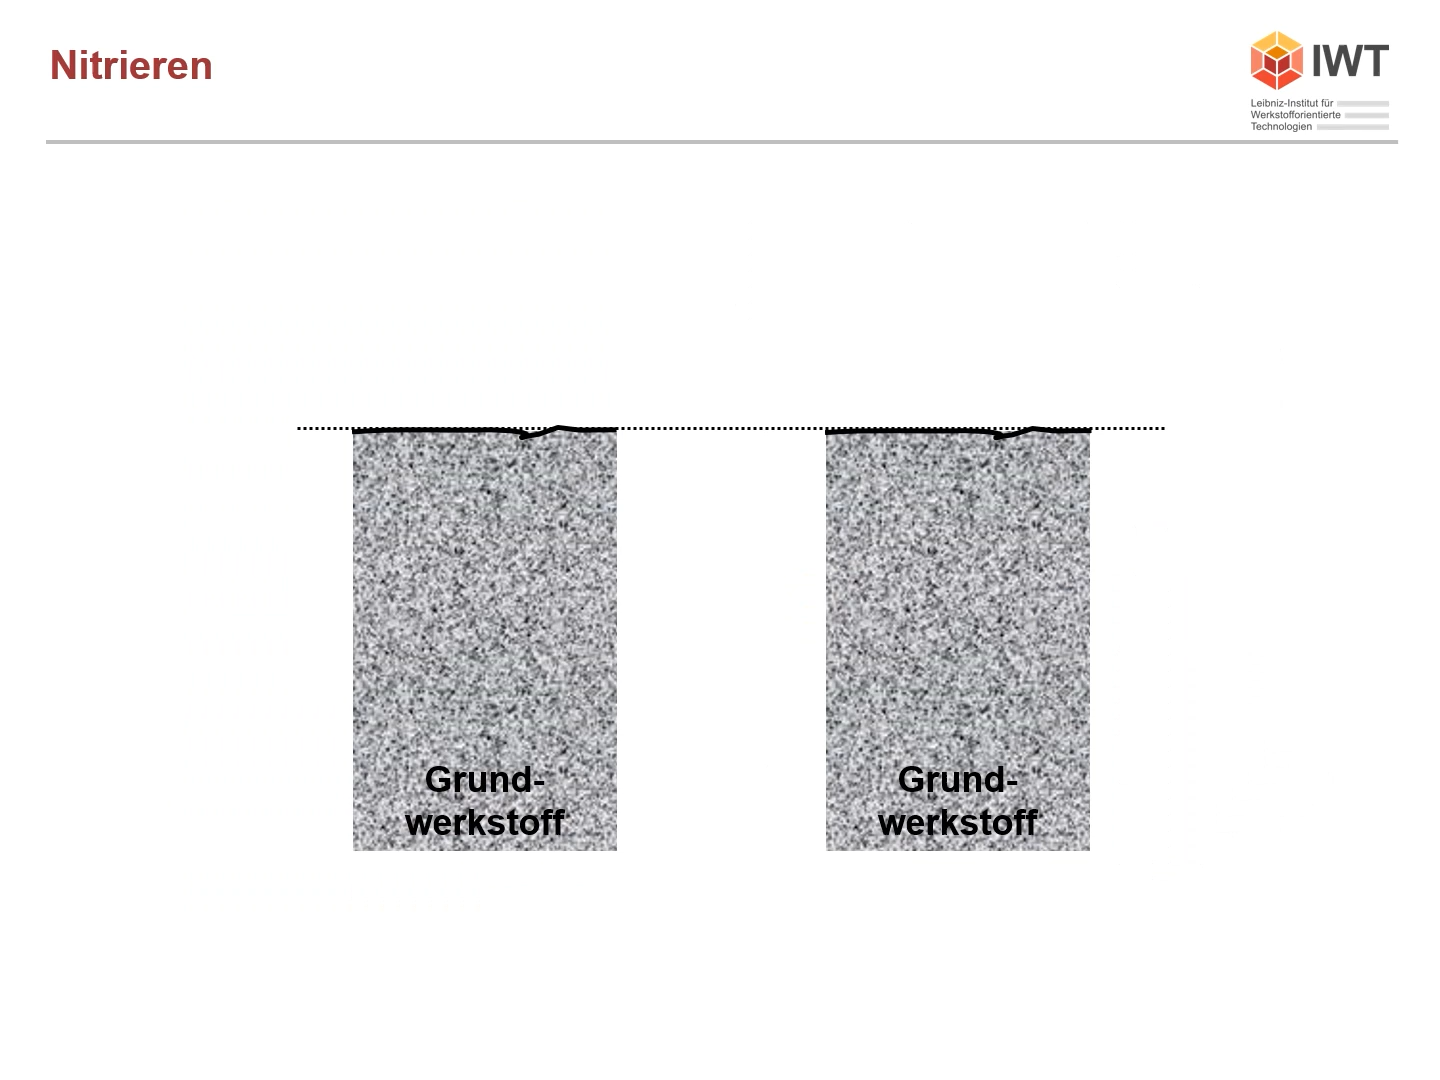 Nitrieren
IWT
Leibniz-Institut für
Werkstofforientierte
Technologien
Grund-
werkstoff
Grund-
werkstoff